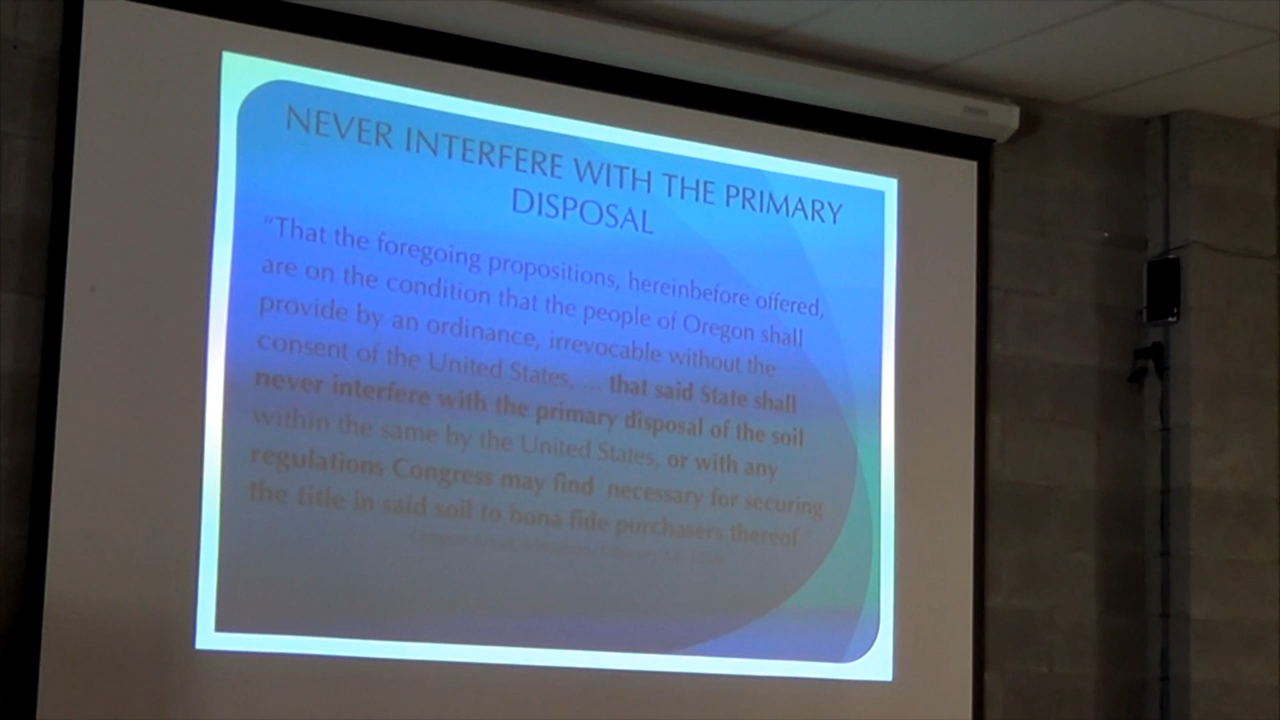 NEVER INTERFERE WITH THE PRIMARY
DISPOSAL
"That the foregoing propositions, hereinbefore offered,
are on the condition that the people of Oregon shall
provide by an ordinance, irrevocable without the
consent of the United States, ... that said State shall
never interfere with the primary disposal of the soil
within the same by the United States, or with any
regulations Congress may find necessary for securing
the title in said soil to bona fide purchasers thereof